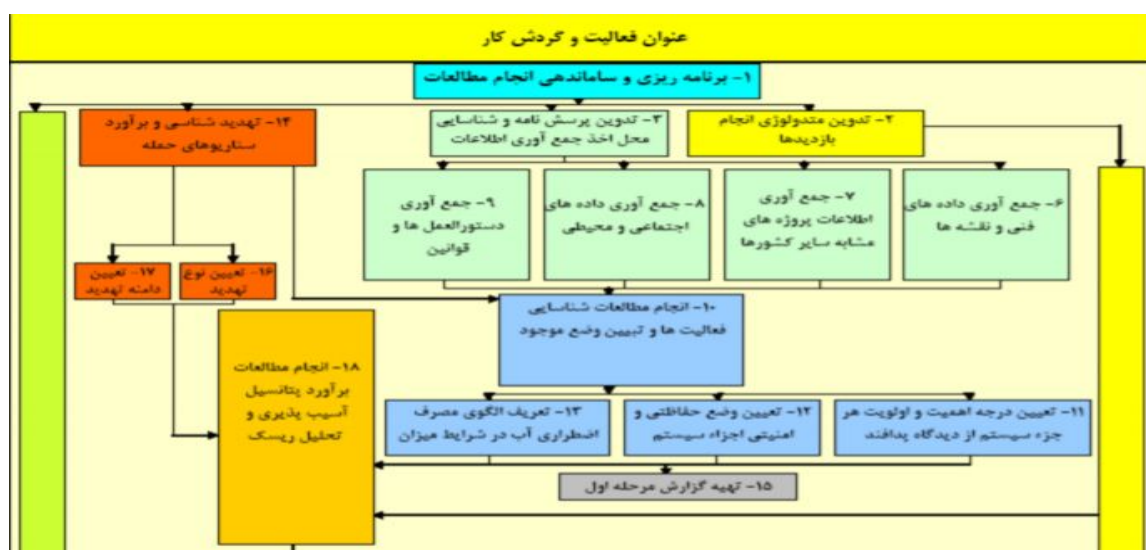 عنوان فعالیت و گردش کار
۱- برنامه ریزی و ساماندهی انجام مطالعات
۲- تدوین متدولوژی انجام
بازدیدها
۳- تدوین پرسش نامه و شناسایی
محل اخذ جمع آوری اطلاعات
۱۴- تهدید شناسی و برآورد
سناریوهای حمله
۶- جمع آوری داده های
فنی و نقشه ها
۷- جمع آوری
اطلاعات پروژه های
مشابه سایر کشورها
۸- جمع آوری داده های
اجتماعی و محیطی
۹- جمع آوری
دستورالعمل ها و
قوانین
۱۶- تعیین نوع
تهدید
۱۷- تعیین
دامنه تهدید
۱۰- انجام مطالعات شناسایی
فعالیت ها و تبیین وضع موجود
۱۱- تعیین درجه اهمیت و اولویت هر
جزء سیستم از دیدگاه پدافند
۱۲- تعیین وضع حفاظتی و
امنیتی اجزاء سیستم
۱۳- تعریف الگوی مصرف
اضطراری آب در شرایط میزان
۱۸- انجام مطالعات
برآورد پتانسیل
آسیب پذیری و
تحلیل ریسک
۱۵- تهیه گزارش مرحله اول